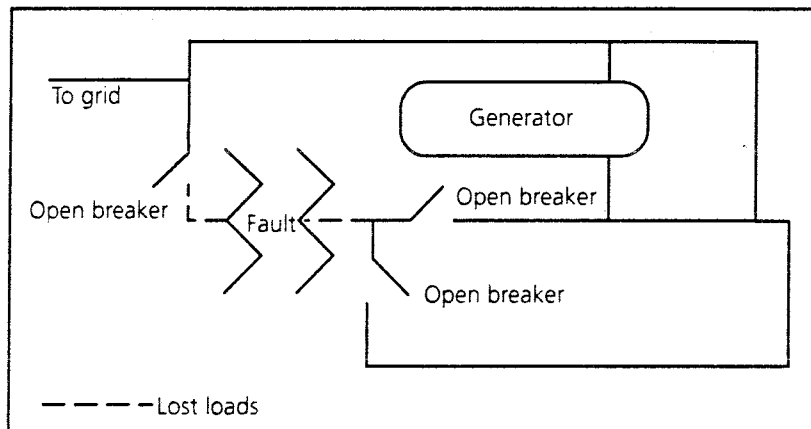 To grid
Generator
Open breaker
Open breaker
Fault
Open breaker
Lost loads